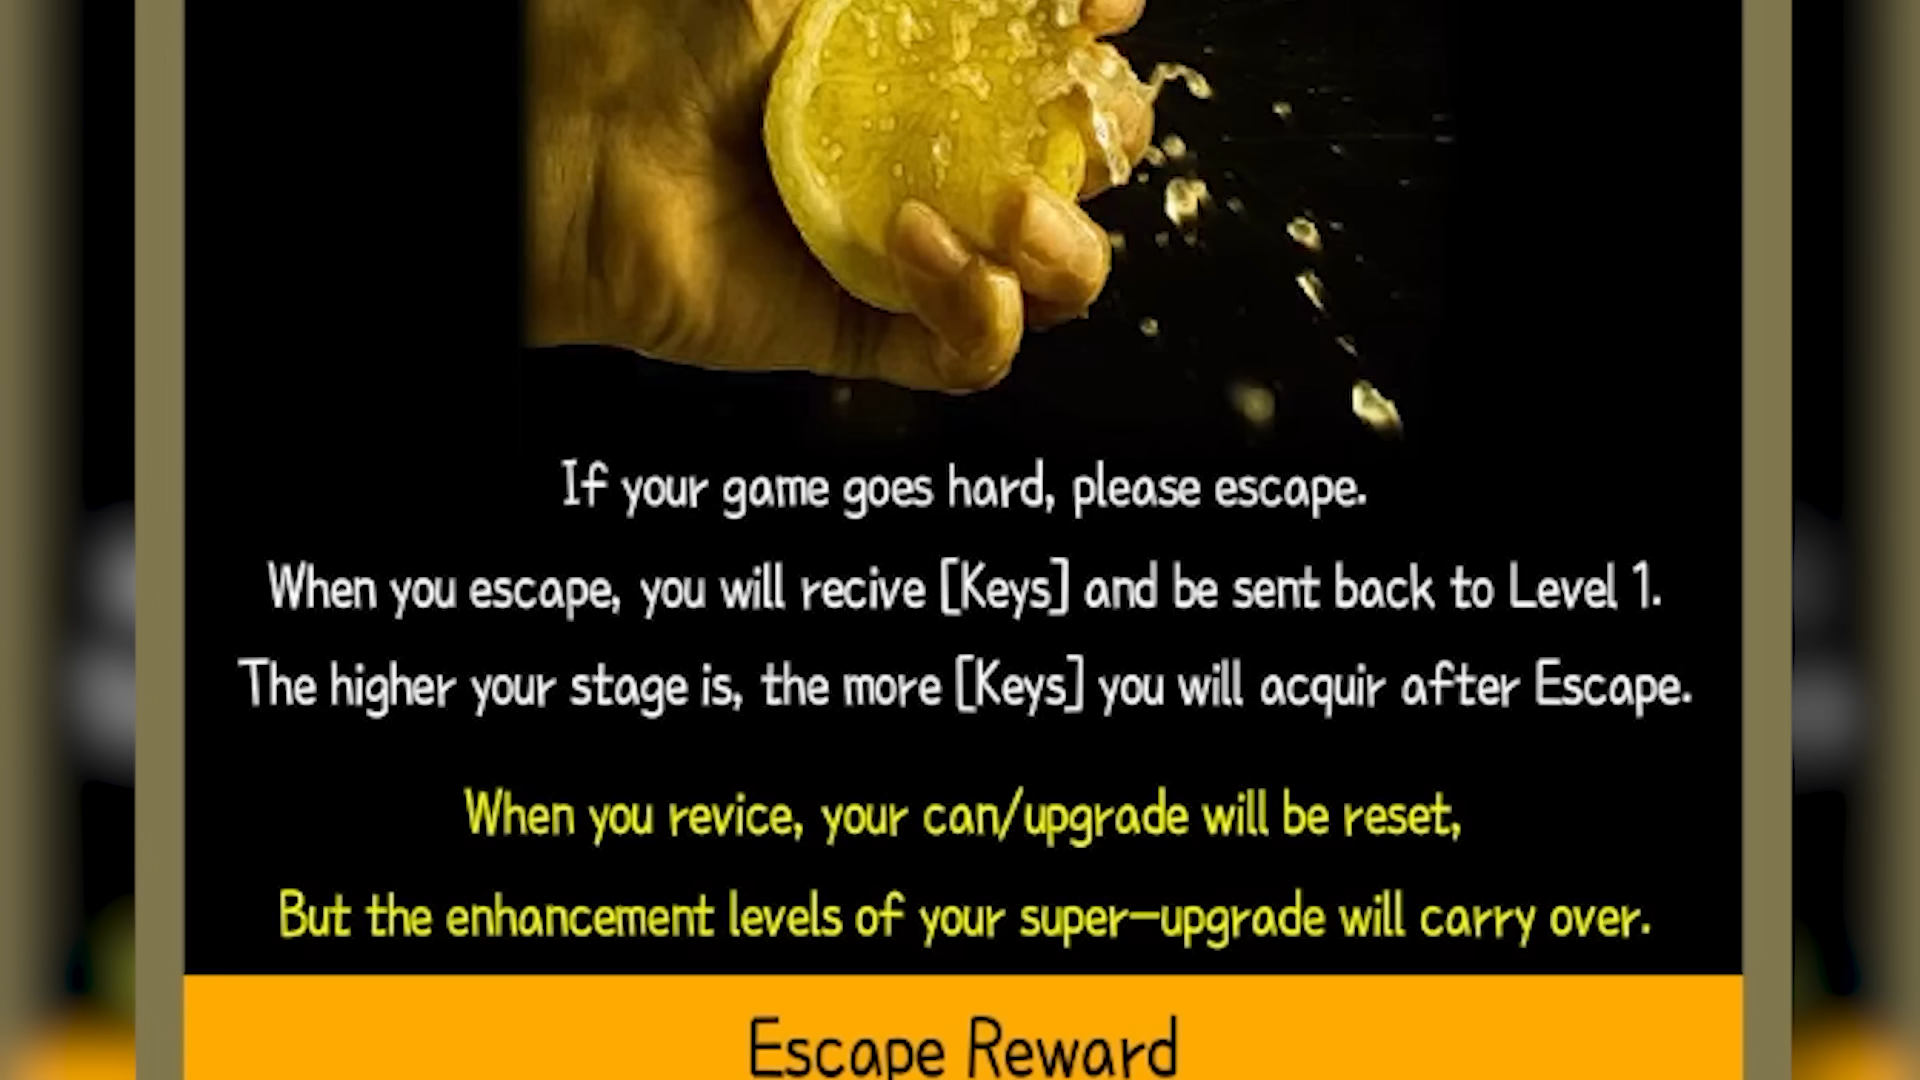 If your game goes hard, please escape.
When you escape, you will recive [Keys] and be sent back to Level 1.
The higher your stage is, the more [Keys] you will acquir after Escape.
When you revice, your can/upgrade will be reset,
But the enhancement levels of your super-upgrade will carry over.
Escape Reward